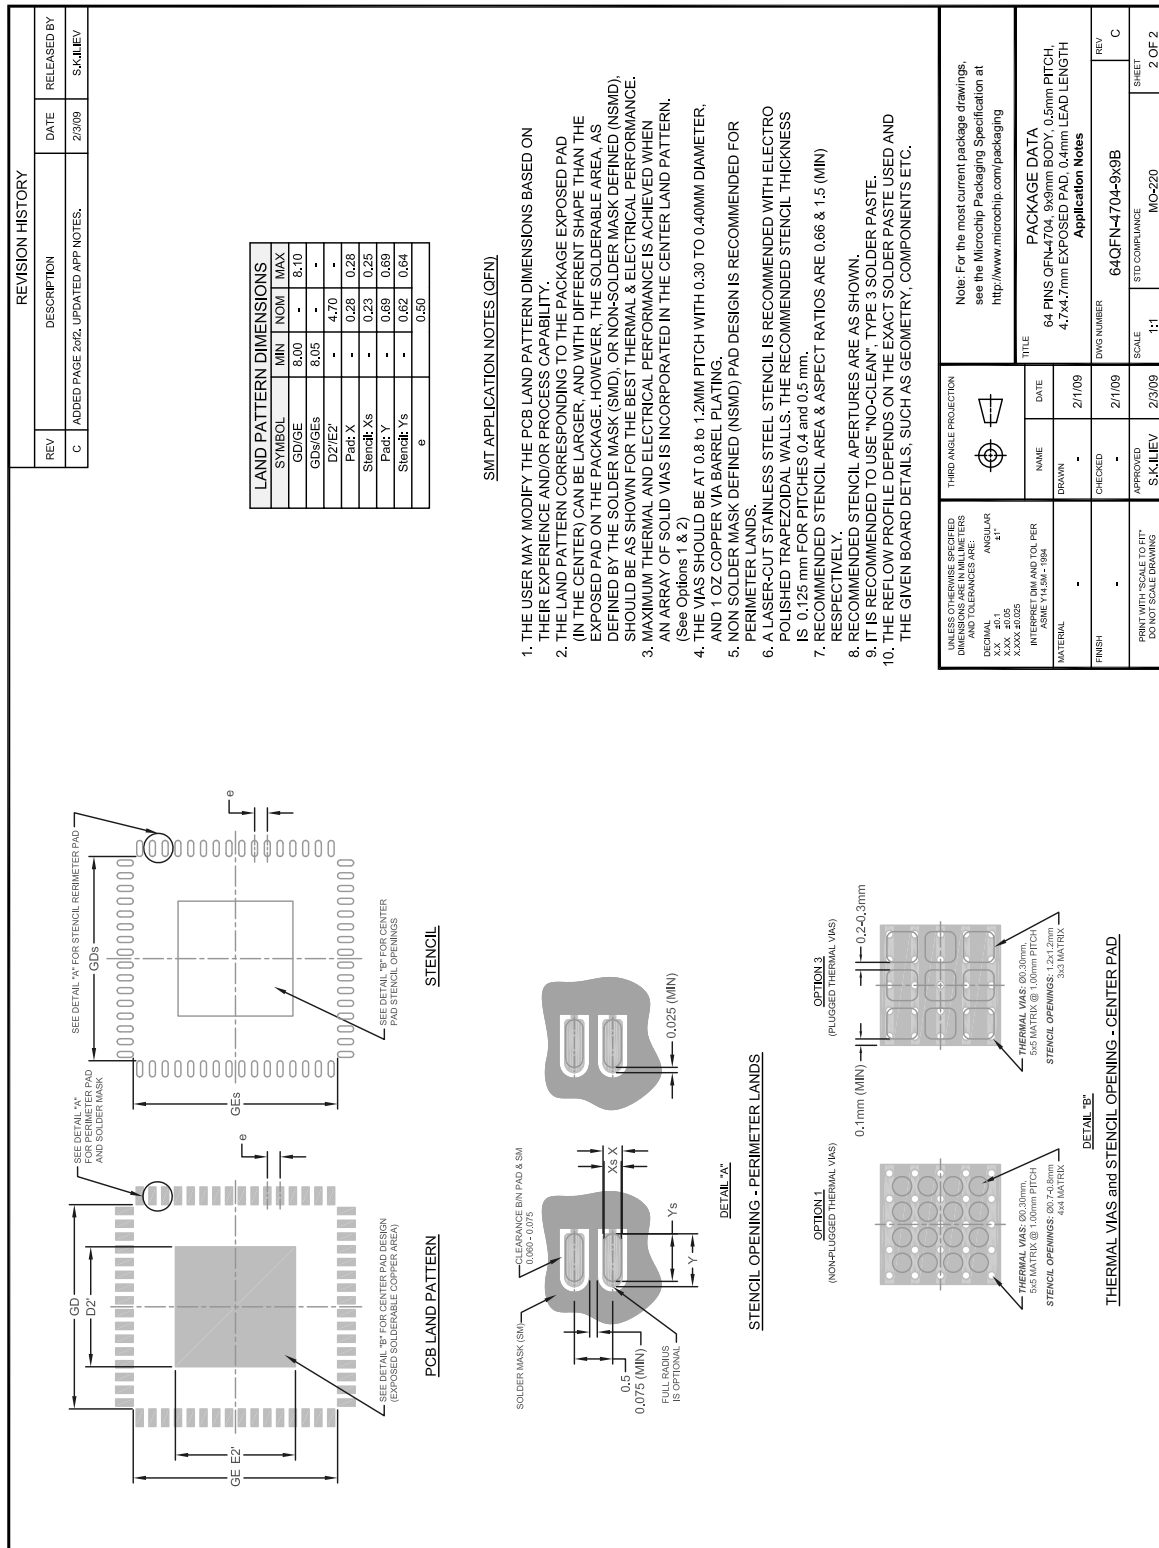 REVISION HISTORY
REV DESCRIPTION DATE RELEASED BY
C ADDED PAGE 2of2, UPDATED APP NOTES. 2/3/09 S.K.ILIEV
SEE DETAIL "A"
FOR PERIMETER PAD
AND SOLDER MASK
GD
D2'
GE
E2'
e
SEE DETAIL "B" FOR CENTER PAD DESIGN
(EXPOSED SOLDERABLE COPPER AREA)
PCB LAND PATTERN
SEE DETAIL "A" FOR STENCIL RERIMETER PAD
GDs
GEs
e
SEE DETAIL "B" FOR CENTER
PAD STENCIL OPENINGS
STENCIL
LAND PATTERN DIMENSIONS
SYMBOL MIN NOM MAX
GD/GE 8.00 - 8.10
GDs/GEs 8.05 - -
D2'/E2' - 4.70 -
Pad: X - 0.28 0.28
Stencil: Xs - 0.23 0.25
Pad: Y - 0.69 0.69
Stencil: Ys - 0.62 0.64
e 0.50
SOLDER MASK (SM)
CLEARANCE B/N PAD & SM
0.060 - 0.075
0.5
0.075 (MIN)
FULL RADIUS
IS OPTIONAL
Xs X
Ys
Y
0.025 (MIN)
DETAIL "A"
STENCIL OPENING - PERIMETER LANDS
OPTION 1
(NON-PLUGGED THERMAL VIAS)
THERMAL VIAS: Ø0.30mm,
5x5 MATRIX @ 1.00mm PITCH
STENCIL OPENINGS: Ø0.7-0.8mm
4x4 MATRIX
OPTION 3
(PLUGGED THERMAL VIAS)
0.1mm (MIN)
0.2-0.3mm
THERMAL VIAS: Ø0.30mm,
5x5 MATRIX @ 1.00mm PITCH
STENCIL OPENINGS: 1.2x1.2mm
3x3 MATRIX
DETAIL "B"
THERMAL VIAS and STENCIL OPENING - CENTER PAD
SMT APPLICATION NOTES (QFN)
1. THE USER MAY MODIFY THE PCB LAND PATTERN DIMENSIONS BASED ON
THEIR EXPERIENCE AND/OR PROCESS CAPABILITY.
2. THE LAND PATTERN CORRESPONDING TO THE PACKAGE EXPOSED PAD
(IN THE CENTER) CAN BE LARGER, AND WITH DIFFERENT SHAPE THAN THE
EXPOSED PAD ON THE PACKAGE. HOWEVER, THE SOLDERABLE AREA, AS
DEFINED BY THE SOLDER MASK (SMD), OR NON-SOLDER MASK DEFINED (NSMD),
SHOULD BE AS SHOWN FOR THE BEST THERMAL & ELECTRICAL PERFORMANCE.
3. MAXIMUM THERMAL AND ELECTRICAL PERFORMANCE IS ACHIEVED WHEN
AN ARRAY OF SOLID VIAS IS INCORPORATED IN THE CENTER LAND PATTERN.
(See Options 1 & 2)
4. THE VIAS SHOULD BE AT 0.8 to 1.2MM PITCH WITH 0.30 TO 0.40MM DIAMETER,
AND 1 OZ COPPER VIA BARREL PLATING.
5. NON SOLDER MASK DEFINED (NSMD) PAD DESIGN IS RECOMMENDED FOR
PERIMETER LANDS.
6. A LASER-CUT STAINLESS STEEL STENCIL IS RECOMMENDED WITH ELECTRO
POLISHED TRAPEZOIDAL WALLS. THE RECOMMENDED STENCIL THICKNESS
IS 0.125 mm FOR PITCHES 0.4 and 0.5 mm.
7. RECOMMENDED STENCIL AREA & ASPECT RATIOS ARE 0.66 & 1.5 (MIN)
RESPECTIVELY.
8. RECOMMENDED STENCIL APERTURES ARE AS SHOWN.
9. IT IS RECOMMENDED TO USE "NO-CLEAN", TYPE 3 SOLDER PASTE.
10. THE REFLOW PROFILE DEPENDS ON THE EXACT SOLDER PASTE USED AND
THE GIVEN BOARD DETAILS, SUCH AS GEOMETRY, COMPONENTS ETC.
UNLESS OTHERWISE SPECIFIED
DIMENSIONS ARE IN MILLIMETERS
AND TOLERANCES ARE:
DECIMAL ANGULAR
X.X ±0.1 ±1°
X.XX ±0.05
X.XXX ±0.025
INTERPRET DIM AND TOL PER
ASME Y14.5M - 1994
MATERIAL
-
FINISH
-
PRINT WITH "SCALE TO FIT"
DO NOT SCALE DRAWING
THIRD ANGLE PROJECTION
NAME DATE
DRAWN - 2/1/09
CHECKED - 2/1/09
APPROVED S.K.ILIEV 2/3/09
Note: For the most current package drawings,
see the Microchip Packaging Specification at
http://www.microchip.com/packaging
TITLE
PACKAGE DATA
64 PINS QFN-4704, 9x9mm BODY, 0.5mm PITCH,
4.7x4.7mm EXPOSED PAD, 0.4mm LEAD LENGTH
Application Notes
DWG NUMBER 64QFN-4704-9x9B
REV C
SCALE 1:1
STD COMPLIANCE MO-220
SHEET 2 OF 2